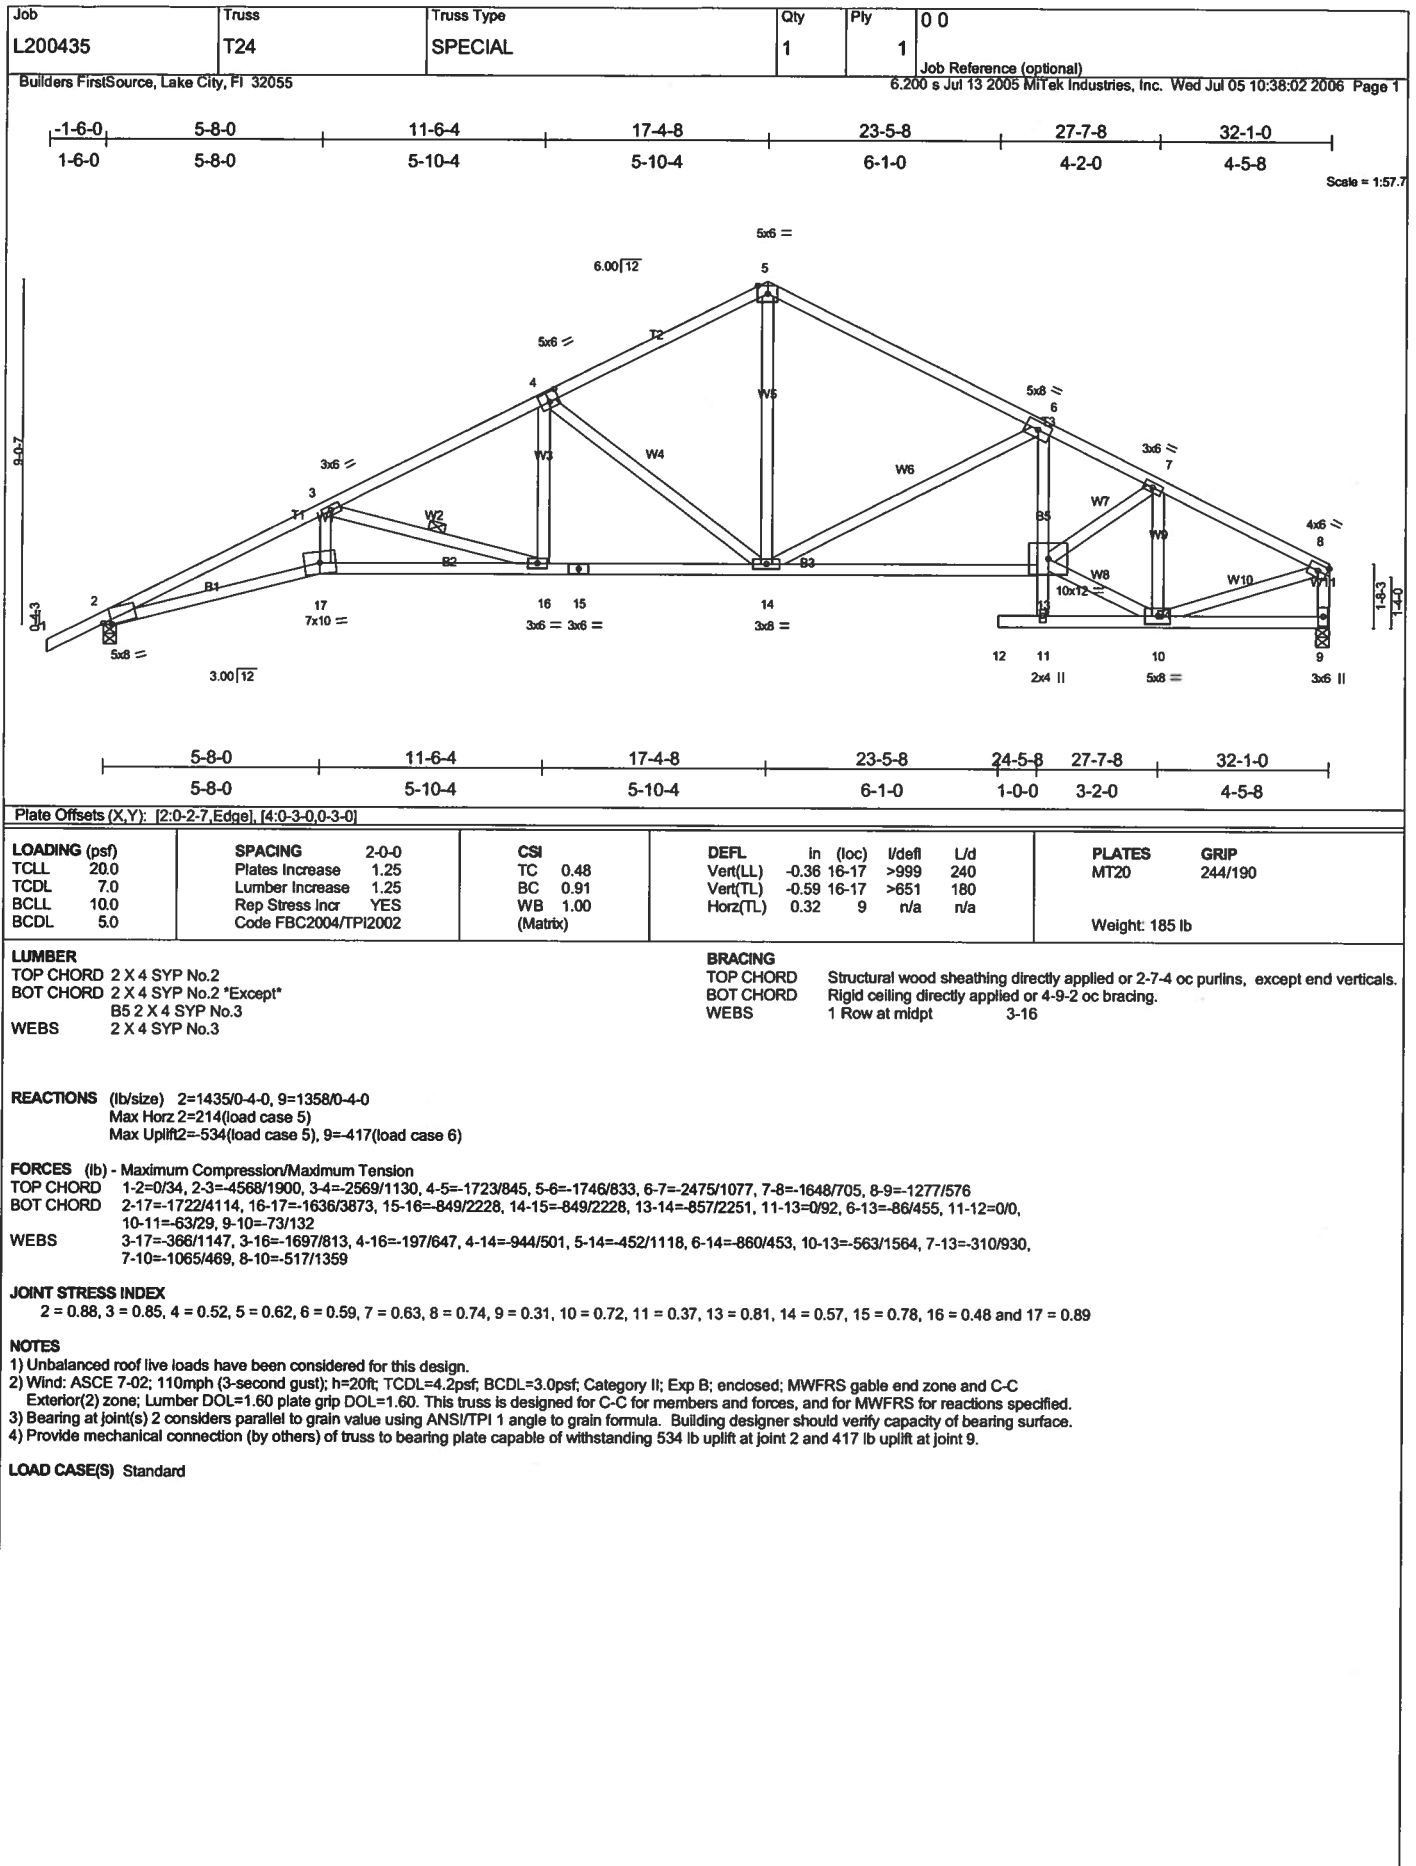 Job Truss Truss Type Qty Ply 0 0
L200435 T24 SPECIAL 1 1
Job Reference (optional)
Builders FirstSource, Lake City, Fl 32055 6.200 s Jul 13 2005 MiTek Industries, Inc. Wed Jul 05 10:38:02 2006 Page 1
-1-6-0 5-8-0 11-6-4 17-4-8 23-5-8 27-7-8 32-1-0
1-6-0 5-8-0 5-10-4 5-10-4 6-1-0 4-2-0 4-5-8
Scale = 1:57.7
5x6 =
6.00 12 5
T2
5x6 =
4
W5
5x8 =
6
T3
9-0-7
W3 W4 W6
3x6 =
7
3x6 =
3
W7
T1 W2 B5
W9
4x6 =
8
B2 B3
B1
W8 W10 W11
10x12 =
1-8-3
1-4-0
0-4-3
2
1
17 16 15 14 13
7x10 = 3x6 = 3x6 = 3x8 =
5x8 =
12 11 10 9
3.00 12 2x4 || 5x8 = 3x6 ||
5-8-0 11-6-4 17-4-8 23-5-8 24-5-8 27-7-8 32-1-0
5-8-0 5-10-4 5-10-4 6-1-0 1-0-0 3-2-0 4-5-8
Plate Offsets (X,Y): [2:0-2-7,Edge], [4:0-3-0,0-3-0]
LOADING (psf) SPACING 2-0-0 CSI DEFL in (loc) l/defl L/d PLATES GRIP
TCLL 20.0 Plates Increase 1.25 TC 0.48 Vert(LL) -0.36 16-17 >999 240 MT20 244/190
TCDL 7.0 Lumber Increase 1.25 BC 0.91 Vert(TL) -0.59 16-17 >651 180
BCLL 10.0 Rep Stress Incr YES WB 1.00 Horz(TL) 0.32 9 n/a n/a
BCDL 5.0 Code FBC2004/TPI2002 (Matrix) Weight: 185 lb
LUMBER
TOP CHORD 2 X 4 SYP No.2
BOT CHORD 2 X 4 SYP No.2 *Except*
B5 2 X 4 SYP No.3
WEBS 2 X 4 SYP No.3
BRACING
TOP CHORD Structural wood sheathing directly applied or 2-7-4 oc purlins, except end verticals.
BOT CHORD Rigid ceiling directly applied or 4-9-2 oc bracing.
WEBS 1 Row at midpt 3-16
REACTIONS (lb/size) 2=1435/0-4-0, 9=1358/0-4-0
Max Horz 2=214(load case 5)
Max Uplift2=-534(load case 5), 9=-417(load case 6)
FORCES (lb) - Maximum Compression/Maximum Tension
TOP CHORD 1-2=0/34, 2-3=-4568/1900, 3-4=-2569/1130, 4-5=-1723/845, 5-6=-1746/833, 6-7=-2475/1077, 7-8=-1648/705, 8-9=-1277/576
BOT CHORD 2-17=-1722/4114, 16-17=-1636/3873, 15-16=-849/2228, 14-15=-849/2228, 13-14=-857/2251, 11-13=0/92, 6-13=-86/455, 11-12=0/0,
10-11=-63/29, 9-10=-73/132
WEBS 3-17=-366/1147, 3-16=-1697/813, 4-16=-197/647, 4-14=-944/501, 5-14=-452/1118, 6-14=-860/453, 10-13=-563/1564, 7-13=-310/930,
7-10=-1065/469, 8-10=-517/1359
JOINT STRESS INDEX
2 = 0.88, 3 = 0.85, 4 = 0.52, 5 = 0.62, 6 = 0.59, 7 = 0.63, 8 = 0.74, 9 = 0.31, 10 = 0.72, 11 = 0.37, 13 = 0.81, 14 = 0.57, 15 = 0.78, 16 = 0.48 and 17 = 0.89
NOTES
1) Unbalanced roof live loads have been considered for this design.
2) Wind: ASCE 7-02; 110mph (3-second gust); h=20ft; TCDL=4.2psf; BCDL=3.0psf; Category II; Exp B; enclosed; MWFRS gable end zone and C-C
Exterior(2) zone; Lumber DOL=1.60 plate grip DOL=1.60. This truss is designed for C-C for members and forces, and for MWFRS for reactions specified.
3) Bearing at joint(s) 2 considers parallel to grain value using ANSI/TPI 1 angle to grain formula. Building designer should verify capacity of bearing surface.
4) Provide mechanical connection (by others) of truss to bearing plate capable of withstanding 534 lb uplift at joint 2 and 417 lb uplift at joint 9.
LOAD CASE(S) Standard